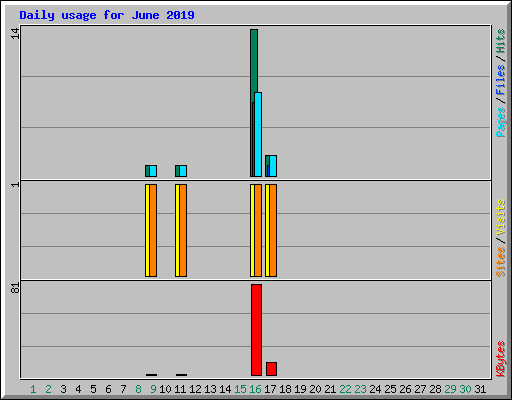 Daily usage for June 2019
14
1
81
Pages / Files / Hits
Sites / Visits
KBytes
1 2 3 4 5 6 7 8 9 10 11 12 13 14 15 16 17 18 19 20 21 22 23 24 25 26 27 28 29 30 31